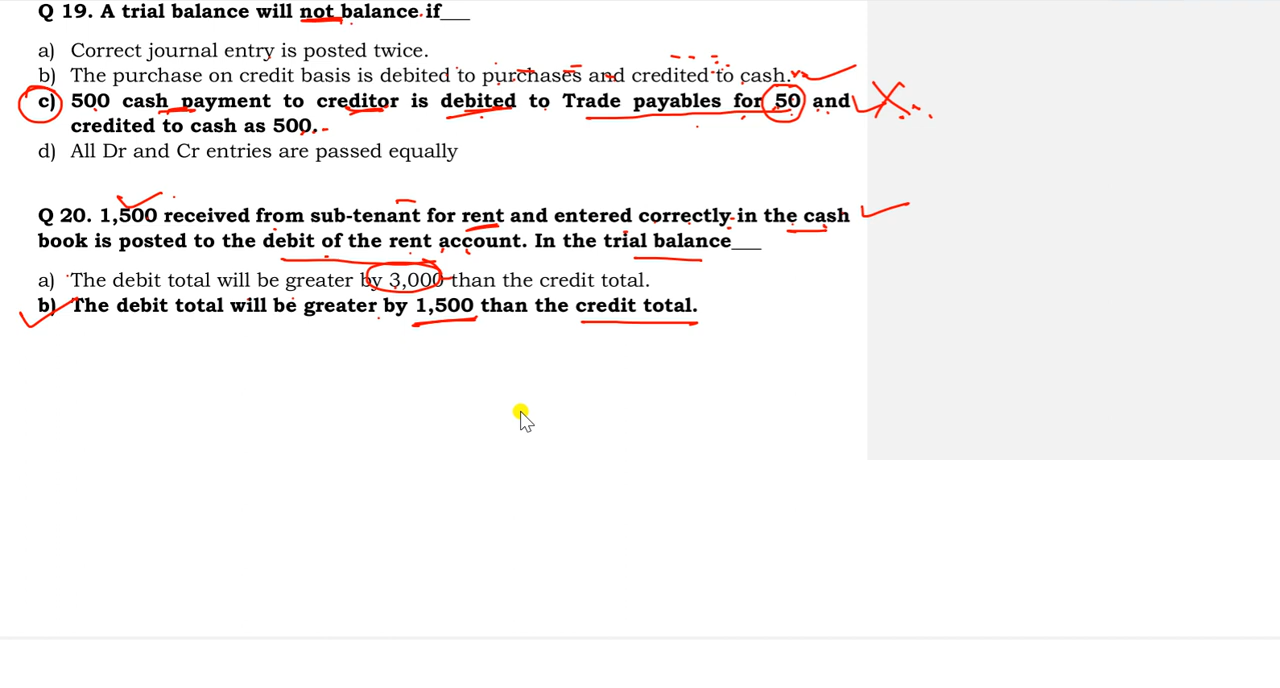 Q 19. A trial balance will not balance if___
a) Correct journal entry is posted twice.
b) The purchase on credit basis is debited to purchases and credited to cash.
c) 500 cash payment to creditor is debited to Trade payables for 50 and
credited to cash as 500.
d) All Dr and Cr entries are passed equally
Q 20. 1,500 received from sub-tenant for rent and entered correctly in the cash
book is posted to the debit of the rent account. In the trial balance___
a) The debit total will be greater by 3,000 than the credit total.
b) The debit total will be greater by 1,500 than the credit total.